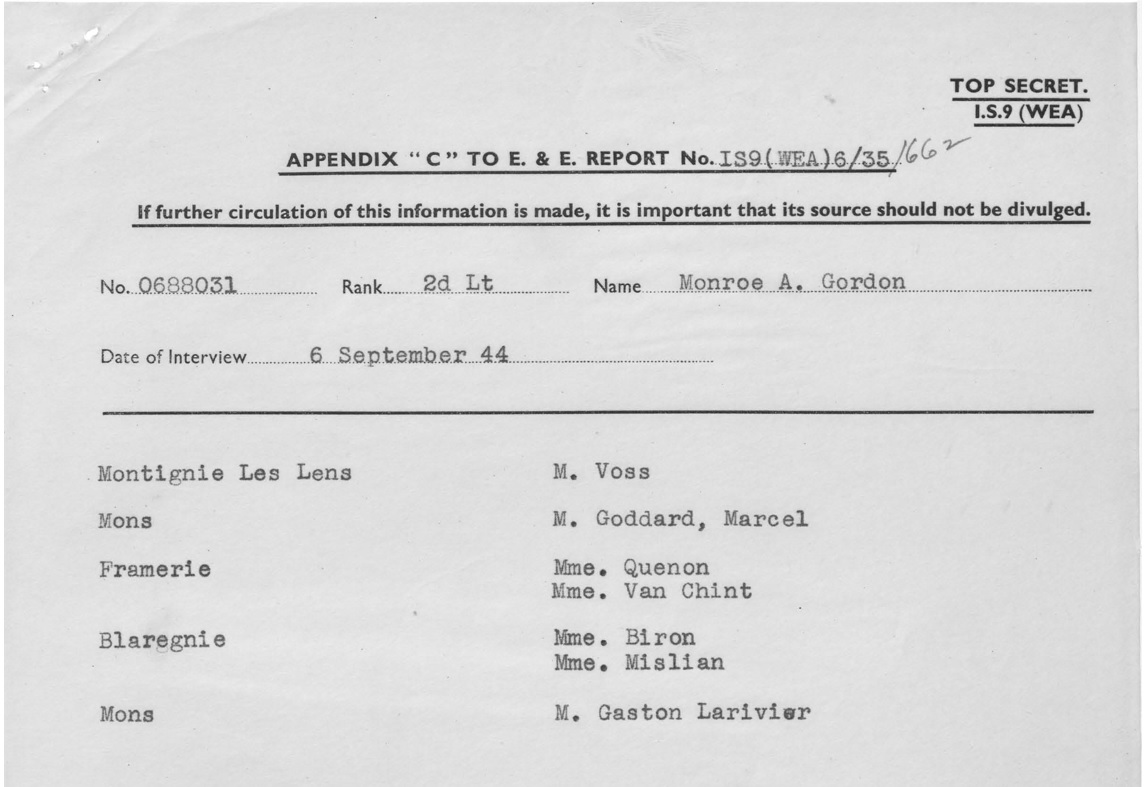 TOP SECRET.
I.S.9 (WEA)
APPENDIX "C" TO E. & E. REPORT No. IS9(WEA)6/35/662
If further circulation of this information is made, it is important that its source should not be divulged.
No. 0688031 Rank 2d Lt Name Monroe A. Gordon
Date of Interview 6 September 44
Montignie Les Lens M. Voss
Mons M. Goddard, Marcel
Framerie Mme. Quenon
Mme. Van Chint
Blaregnie Mme. Biron
Mme. Mislian
Mons M. Gaston Larivier